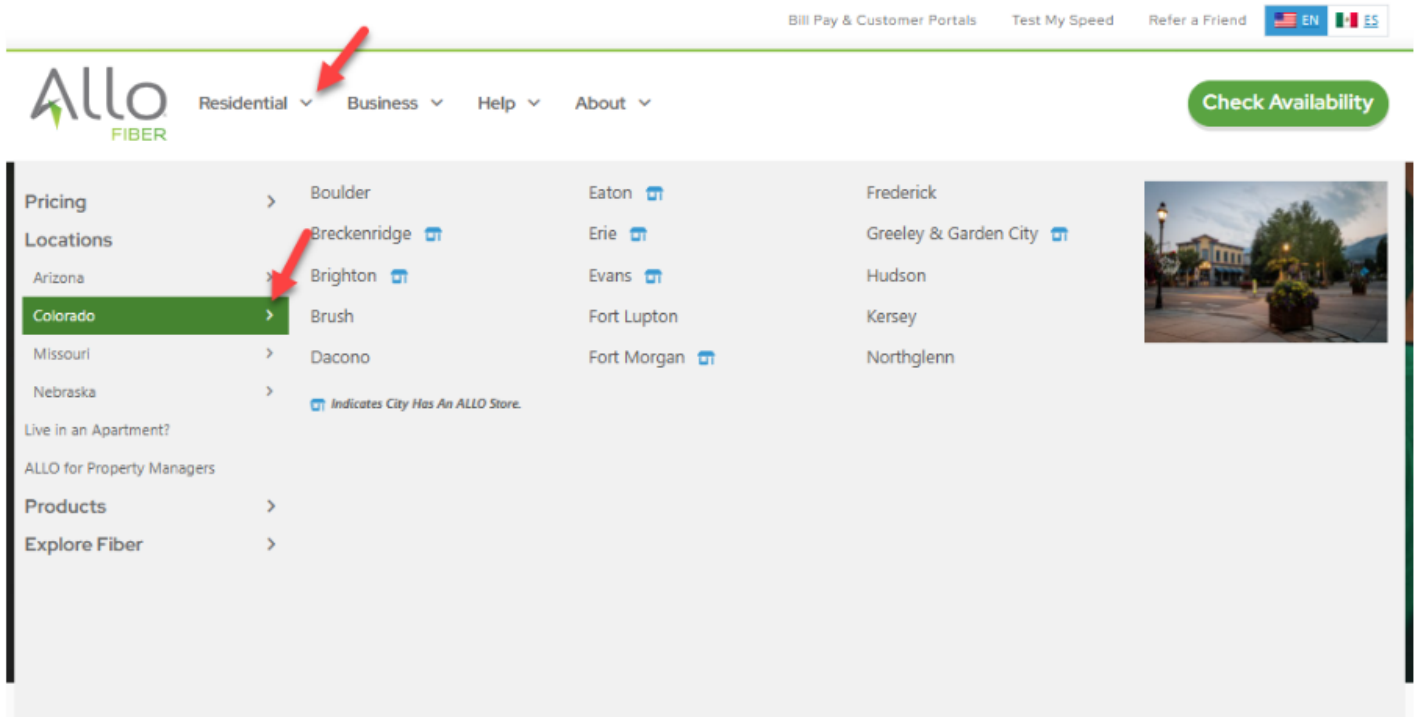 Bill Pay & Customer Portals Test My Speed Refer a Friend EN ES
Allo
FIBER
Residential Business Help About Check Availability
Pricing
Locations
Arizona
Colorado
Missouri
Nebraska
Live in an Apartment?
ALLO for Property Managers
Products
Explore Fiber
Boulder
Breckenridge
Brighton
Brush
Dacono
Indicates City Has An ALLO Store.
Eaton
Erie
Evans
Fort Lupton
Fort Morgan
Frederick
Greeley & Garden City
Hudson
Kersey
Northglenn